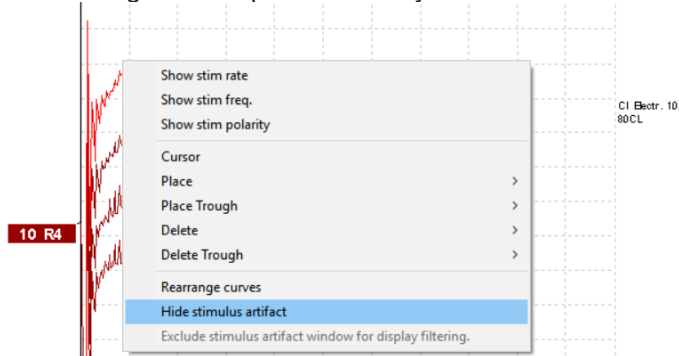 Show stim rate
Show stim freq.
Show stim polarity
CI Electr. 10
80CL
Cursor
Place
Place Trough
Delete
Delete Trough
10 R4
Rearrange curves
Hide stimulus artifact
Exclude stimulus artifact window for display filtering.